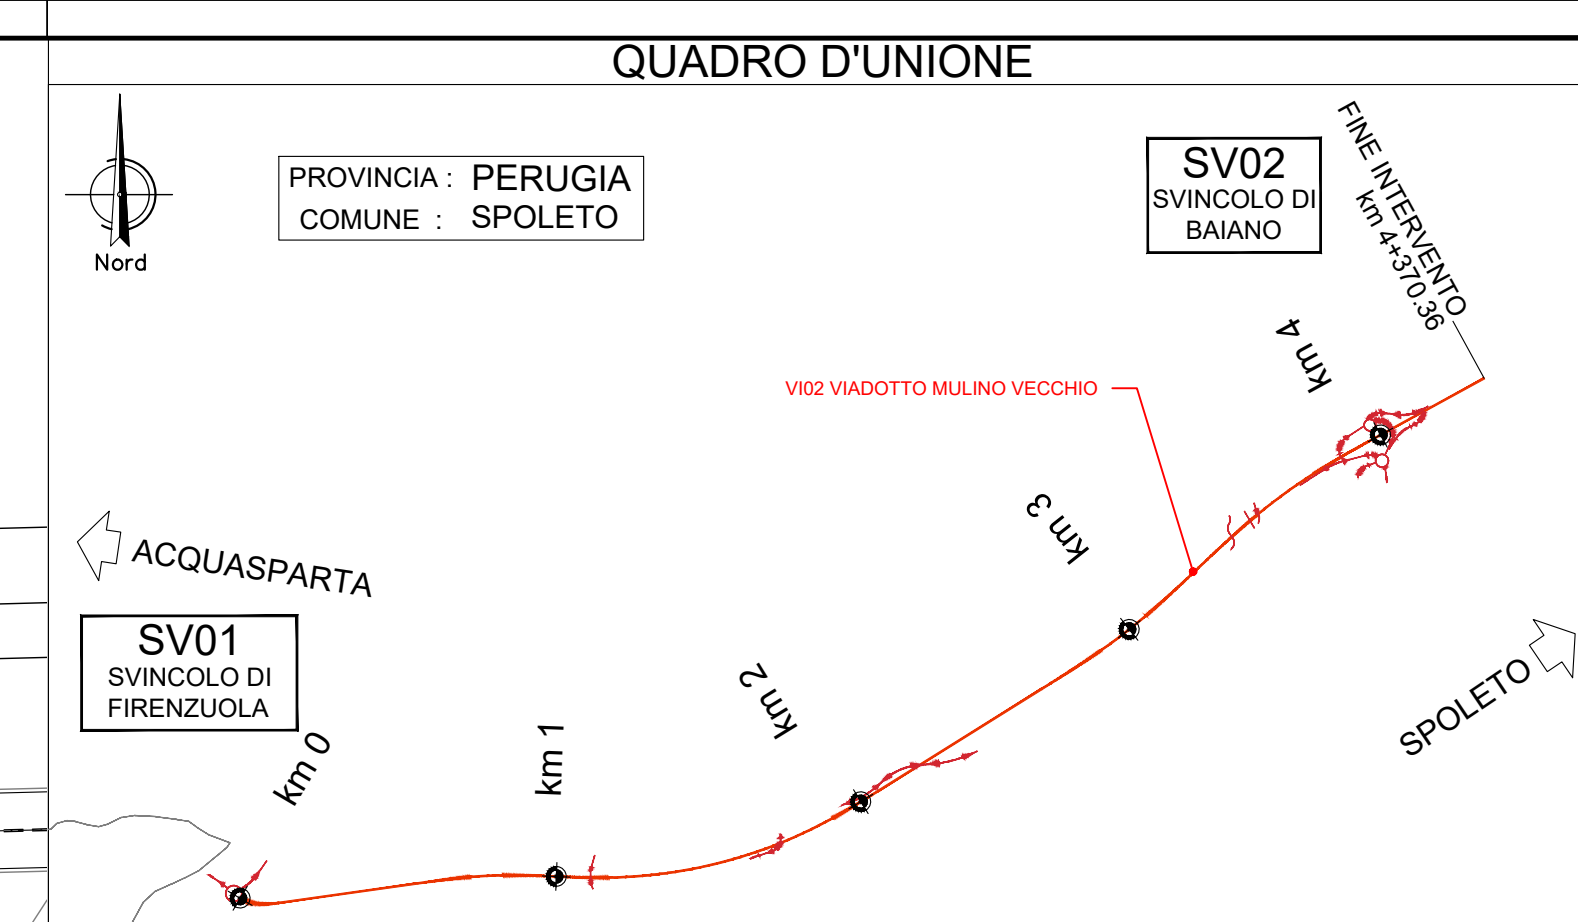 QUADRO D'UNIONE
Nord
PROVINCIA : PERUGIA
COMUNE : SPOLETO
SV02
SVINCOLO DI
BAIANO
FINE INTERVENTO
km 4+370.36
km 4
VI02 VIADOTTO MULINO VECCHIO
km 3
ACQUASPARTA
SV01
SVINCOLO DI
FIRENZUOLA
km 2
SPOLETO
km 1
km 0